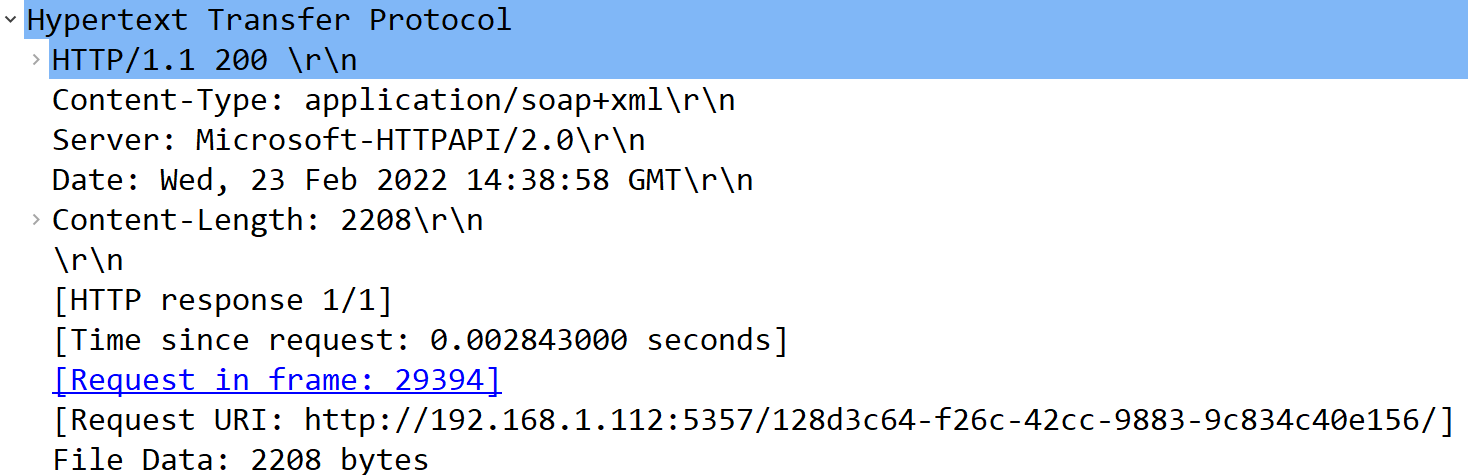 Hypertext Transfer Protocol
HTTP/1.1 200 \r\n
Content-Type: application/soap+xml\r\n
Server: Microsoft-HTTPAPI/2.0\r\n
Date: Wed, 23 Feb 2022 14:38:58 GMT\r\n
Content-Length: 2208\r\n
\r\n
[HTTP response 1/1]
[Time since request: 0.002843000 seconds]
[Request in frame: 29394]
[Request URI: http://192.168.1.112:5357/128d3c64-f26c-42cc-9883-9c834c40e156/]
File Data: 2208 bytes